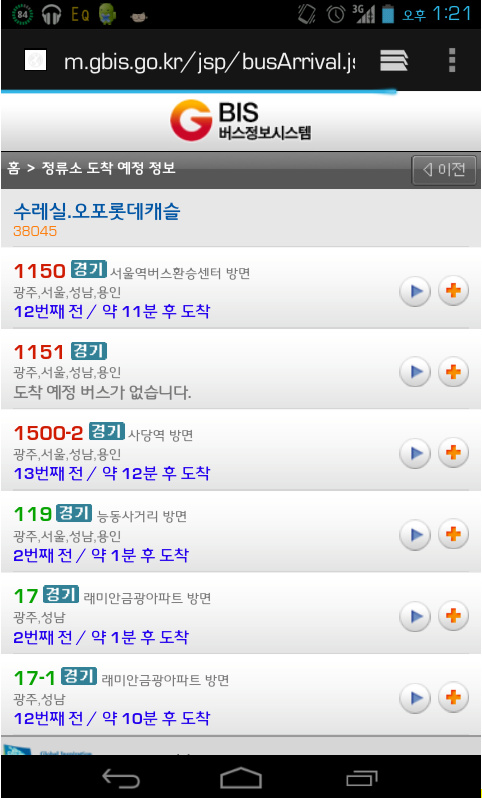 84 Eq 3G 오후 1:21
m.gbis.go.kr/jsp/busArrival.js
G BIS
버스정보시스템
홈 > 정류소 도착 예정 정보
이전
수레실.오포롯데캐슬
38045
1150 경기 서울역버스환승센터 방면
광주,서울,성남,용인
12번째 전 / 약 11분 후 도착
1151 경기
광주,서울,성남,용인
도착 예정 버스가 없습니다.
1500-2 경기 사당역 방면
광주,서울,성남,용인
13번째 전 / 약 12분 후 도착
119 경기 능동사거리 방면
광주,서울,성남,용인
2번째 전 / 약 1분 후 도착
17 경기 래미안금광아파트 방면
광주,성남
2번째 전 / 약 1분 후 도착
17-1 경기 래미안금광아파트 방면
광주,성남
12번째 전 / 약 10분 후 도착